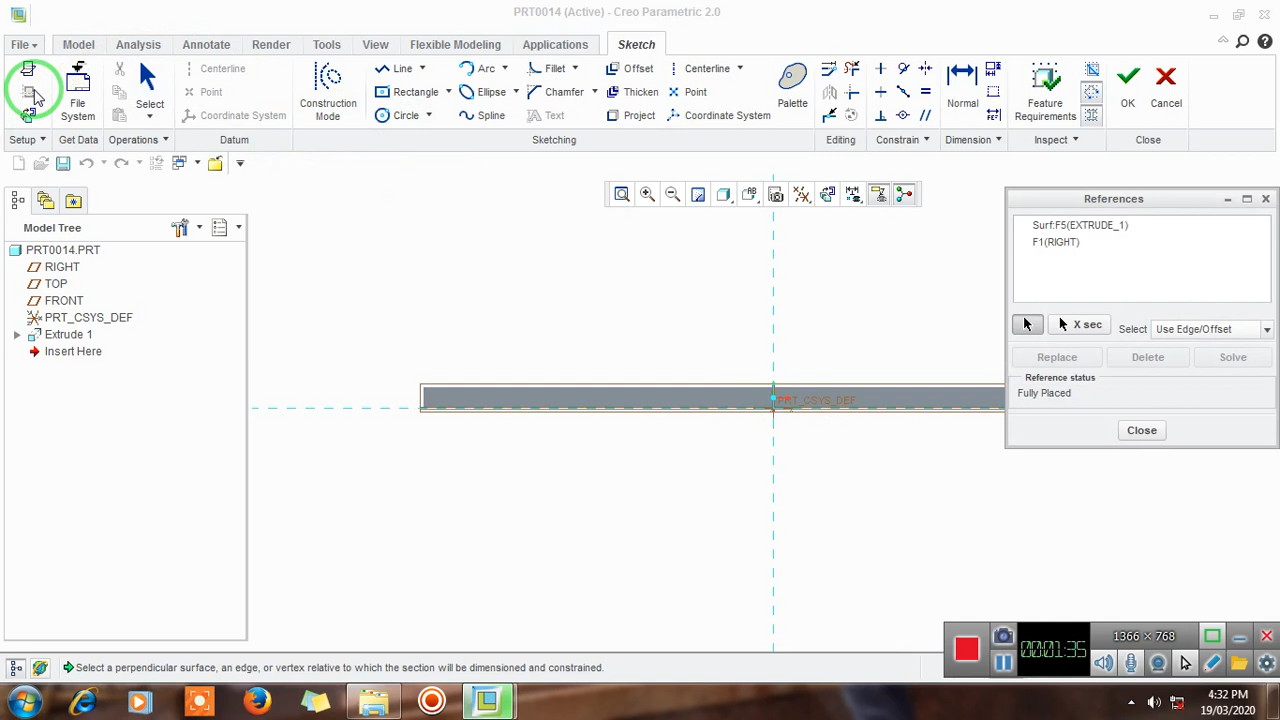 PRT0014 (Active) - Creo Parametric 2.0
File Model Analysis Annotate Render Tools View Flexible Modeling Applications Sketch
Centerline Line Arc Fillet Offset Centerline
Point Rectangle Ellipse Chamfer Thicken Point
Coordinate System Circle Spline Text Project Coordinate System
File System Select Construction Mode Palette Normal Feature Requirements OK Cancel
Setup Get Data Operations Datum Sketching Editing Constrain Dimension Inspect Close
Model Tree
PRT0014.PRT
RIGHT
TOP
FRONT
PRT_CSYS_DEF
Extrude 1
Insert Here
PRT_CSYS_DEF
References
Surf:F5(EXTRUDE_1)
F1(RIGHT)
X sec Select Use Edge/Offset
Replace Delete Solve
Reference status
Fully Placed
Close
Select a perpendicular surface, an edge, or vertex relative to which the section will be dimensioned and constrained.
00:01:35 1366 x 768
4:32 PM
19/03/2020